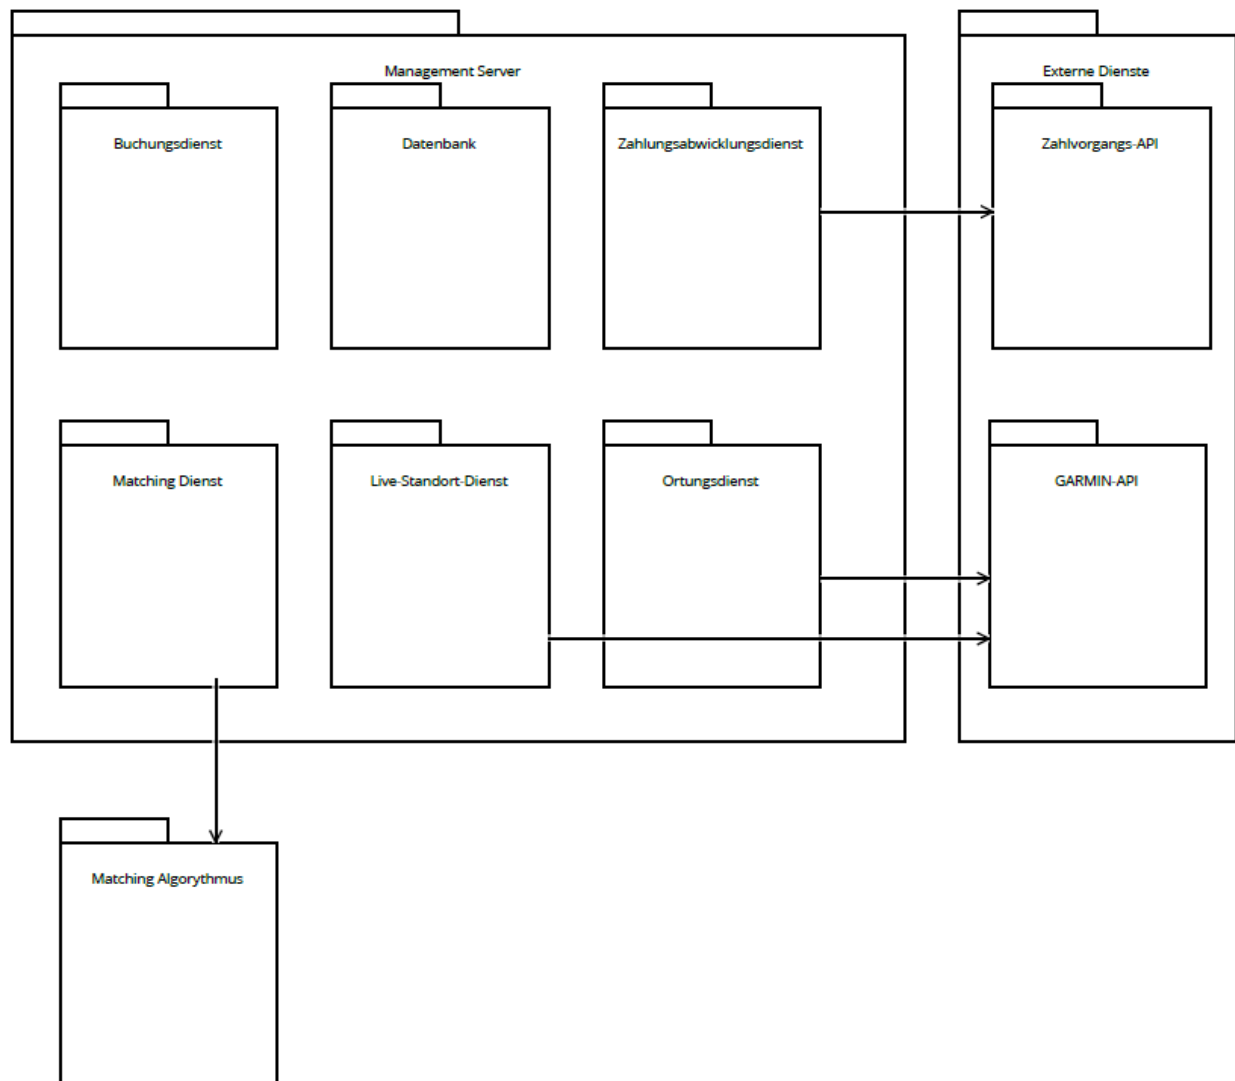 Management Server
Externe Dienste
Buchungsdienst
Datenbank
Zahlungsabwicklungsdienst
Zahlvorgangs-API
Matching Dienst
Live-Standort-Dienst
Ortungsdienst
GARMIN-API
Matching Algorythmus